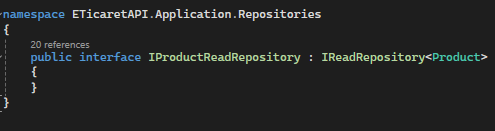 namespace ETicaretAPI.Application.Repositories
{
20 references
public interface IProductReadRepository : IReadRepository<Product>
{
}
}